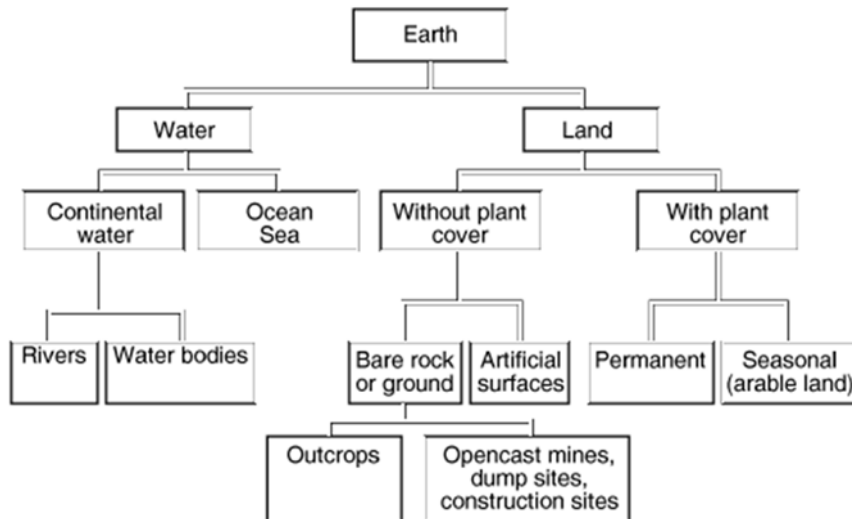 Earth
Water
Land
Continental
water
Ocean
Sea
Without plant
cover
With plant
cover
Rivers
Water bodies
Bare rock
or ground
Artificial
surfaces
Permanent
Seasonal
(arable land)
Outcrops
Opencast mines,
dump sites,
construction sites